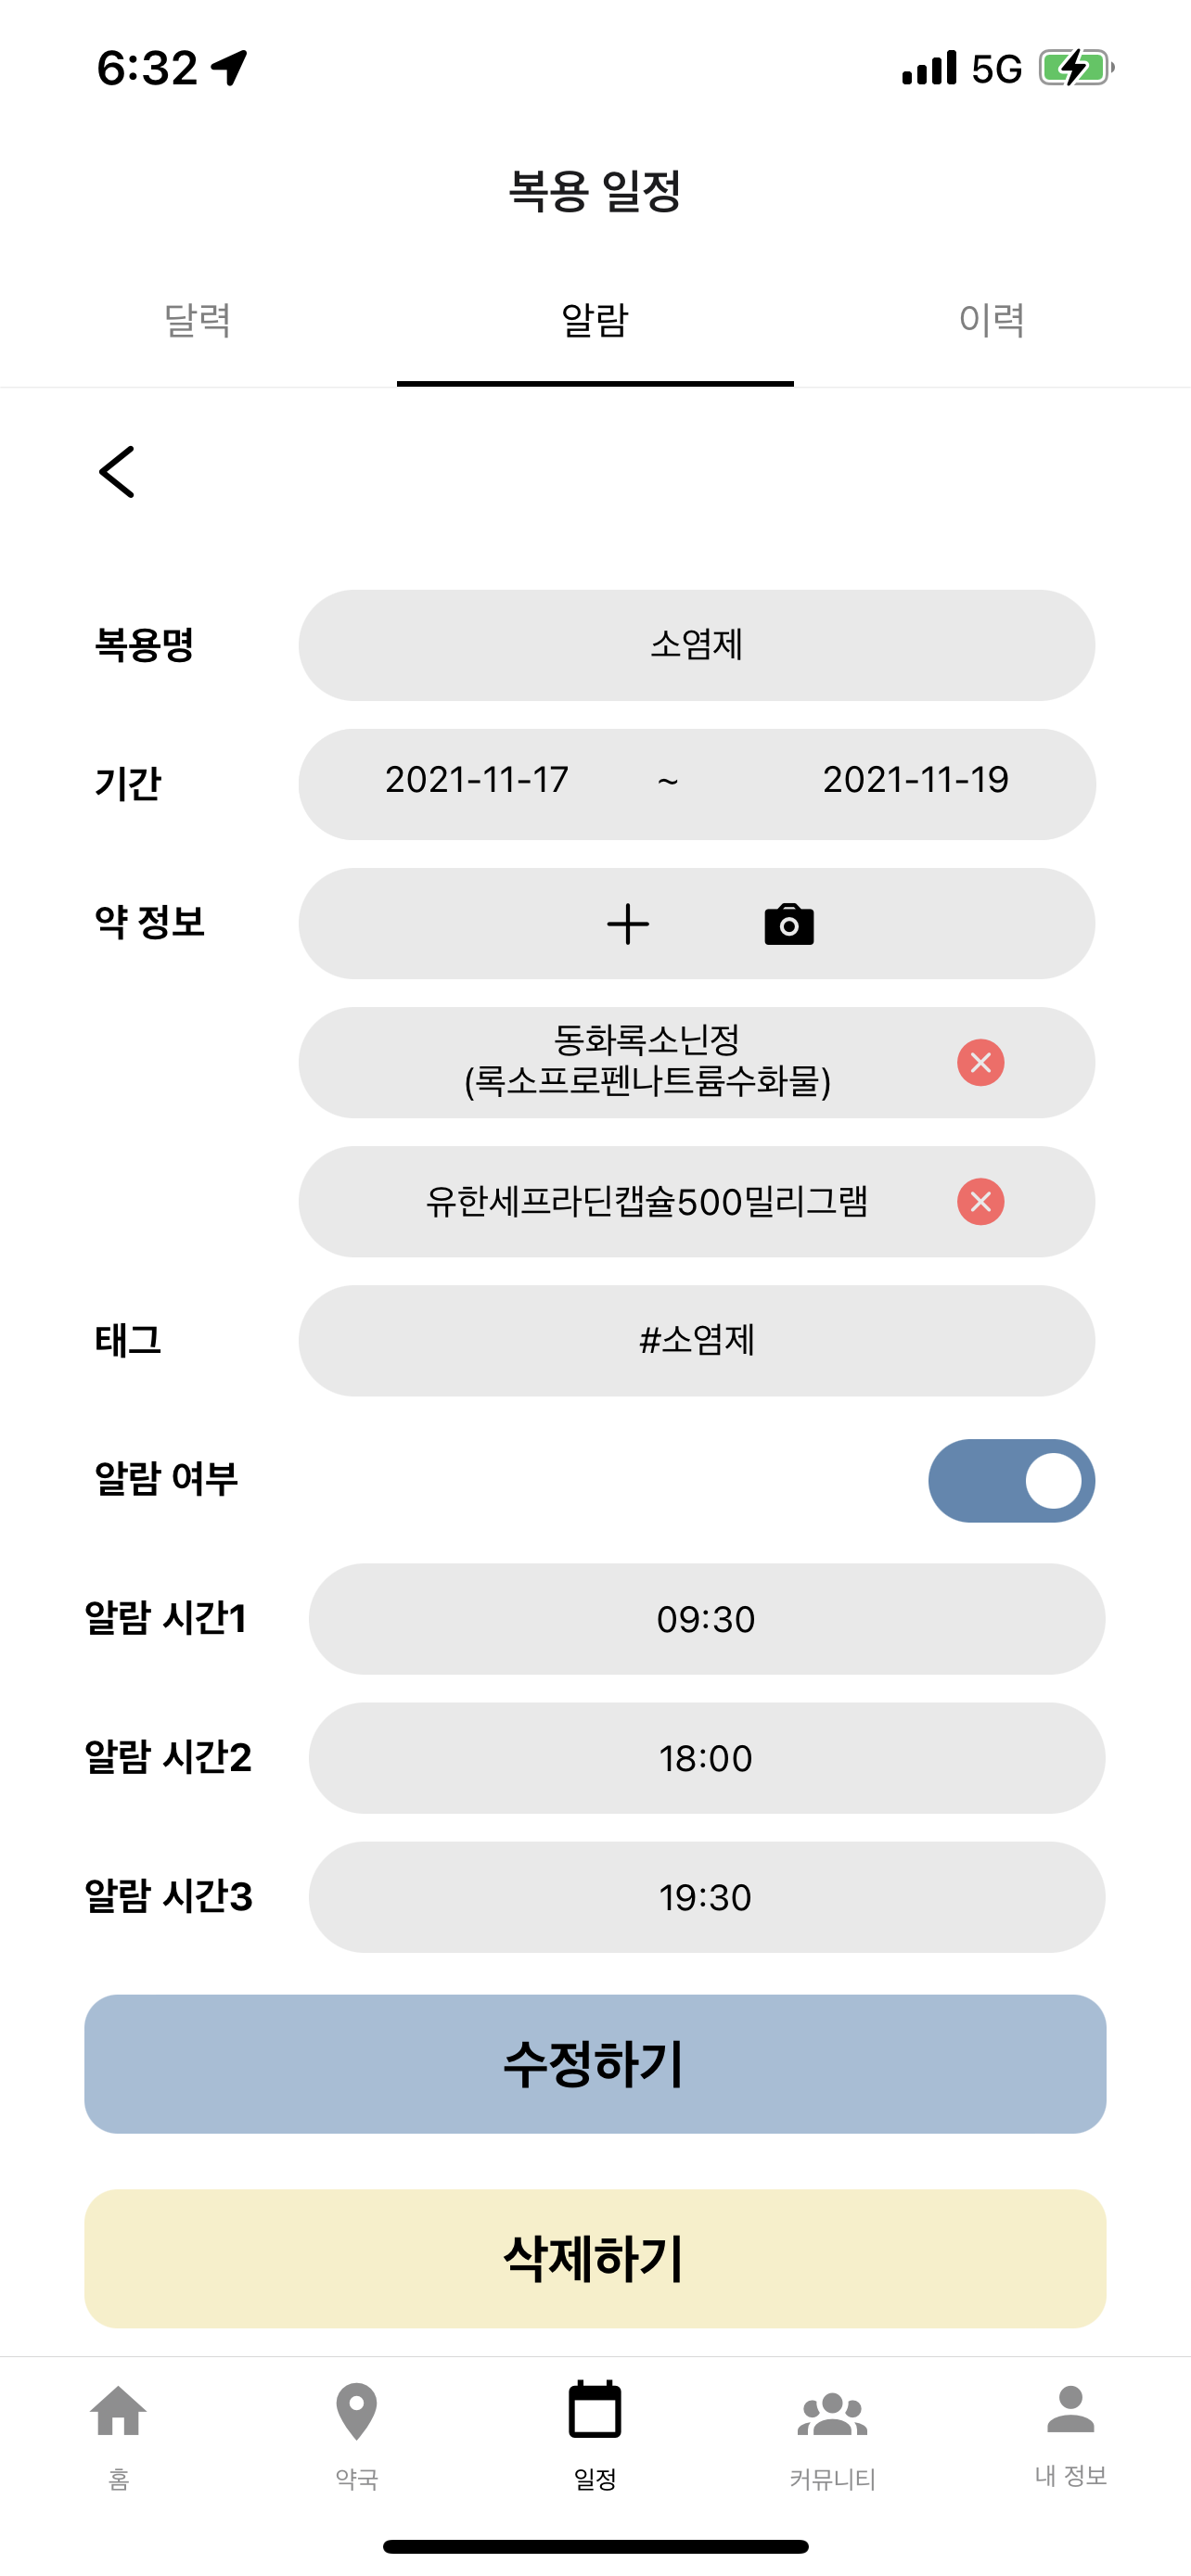 6:32
5G
복용 일정
달력 알람 이력
복용명 소염제
기간 2021-11-17 ~ 2021-11-19
약 정보
동화록소닌정
(록소프로펜나트륨수화물)
유한세프라딘캡슐500밀리그램
태그 #소염제
알람 여부
알람 시간1 09:30
알람 시간2 18:00
알람 시간3 19:30
수정하기
삭제하기
홈 약국 일정 커뮤니티 내 정보